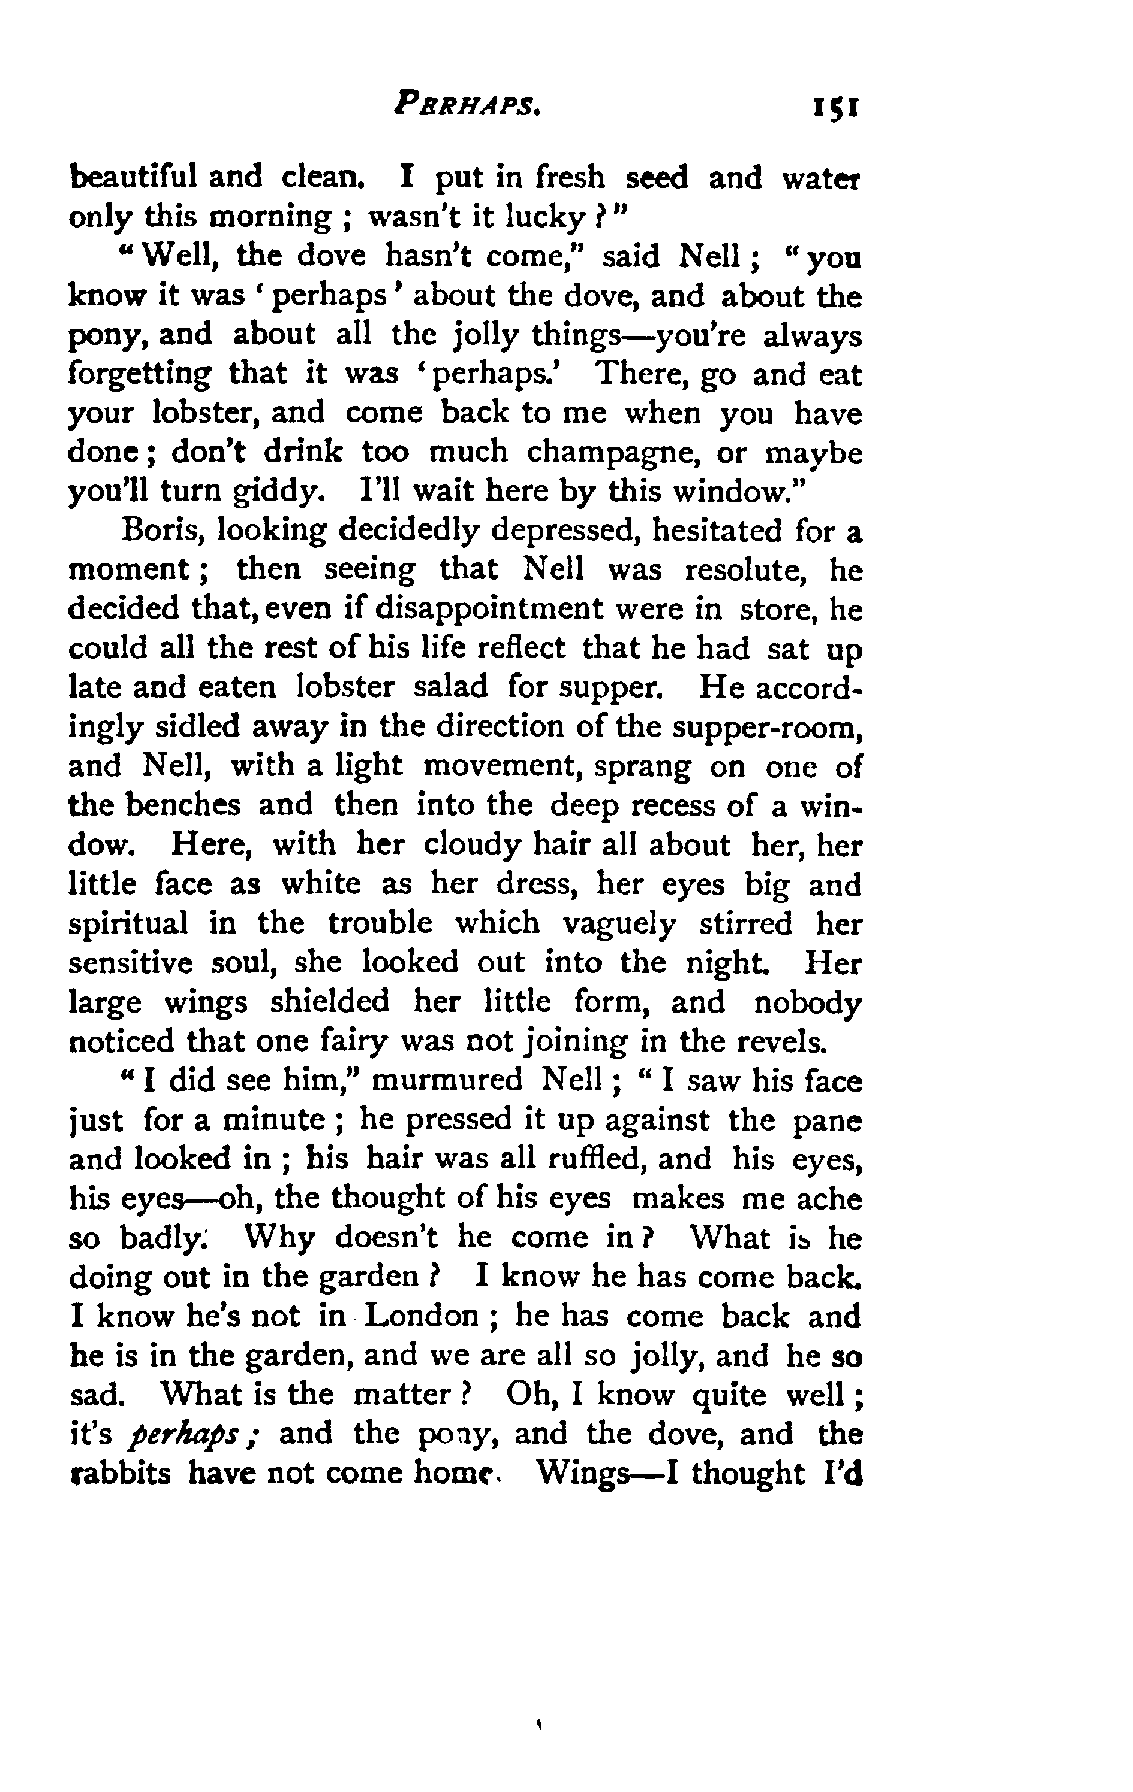 PERHAPS. 151
beautiful and clean. I put in fresh seed and water
only this morning ; wasn't it lucky ?"
"Well, the dove hasn't come," said Nell ; "you
know it was 'perhaps' about the dove, and about the
pony, and about all the jolly things—you're always
forgetting that it was 'perhaps.' There, go and eat
your lobster, and come back to me when you have
done ; don't drink too much champagne, or maybe
you'll turn giddy. I'll wait here by this window."
Boris, looking decidedly depressed, hesitated for a
moment ; then seeing that Nell was resolute, he
decided that, even if disappointment were in store, he
could all the rest of his life reflect that he had sat up
late and eaten lobster salad for supper. He accord-
ingly sidled away in the direction of the supper-room,
and Nell, with a light movement, sprang on one of
the benches and then into the deep recess of a win-
dow. Here, with her cloudy hair all about her, her
little face as white as her dress, her eyes big and
spiritual in the trouble which vaguely stirred her
sensitive soul, she looked out into the night. Her
large wings shielded her little form, and nobody
noticed that one fairy was not joining in the revels.
"I did see him," murmured Nell ; "I saw his face
just for a minute ; he pressed it up against the pane
and looked in ; his hair was all ruffled, and his eyes,
his eyes—oh, the thought of his eyes makes me ache
so badly. Why doesn't he come in ? What is he
doing out in the garden ? I know he has come back.
I know he's not in London ; he has come back and
he is in the garden, and we are all so jolly, and he so
sad. What is the matter ? Oh, I know quite well ;
it's perhaps ; and the pony, and the dove, and the
rabbits have not come home. Wings—I thought I'd